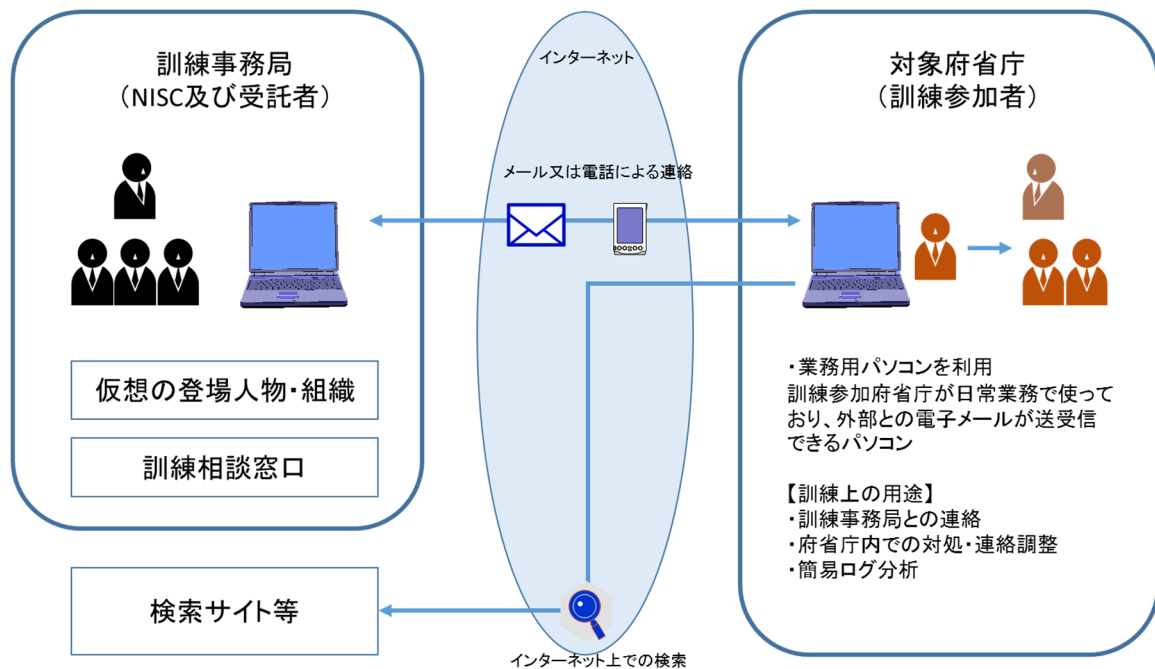 訓練事務局
（NISC及び受託者）
仮想の登場人物・組織
訓練相談窓口
検索サイト等
インターネット
メール又は電話による連絡
インターネット上での検索
対象府省庁
（訓練参加者）
・業務用パソコンを利用
訓練参加府省庁が日常業務で使って
おり、外部との電子メールが送受信
できるパソコン
【訓練上の用途】
・訓練事務局との連絡
・府省庁内での対処・連絡調整
・簡易ログ分析